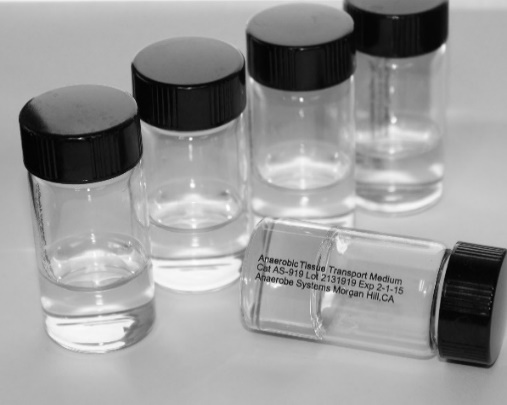 Anaerobic Tissue Transport Medium
Cat AS-919 Lot 2131919 Exp 2-1-15
Anaerobe Systems Morgan Hill,CA